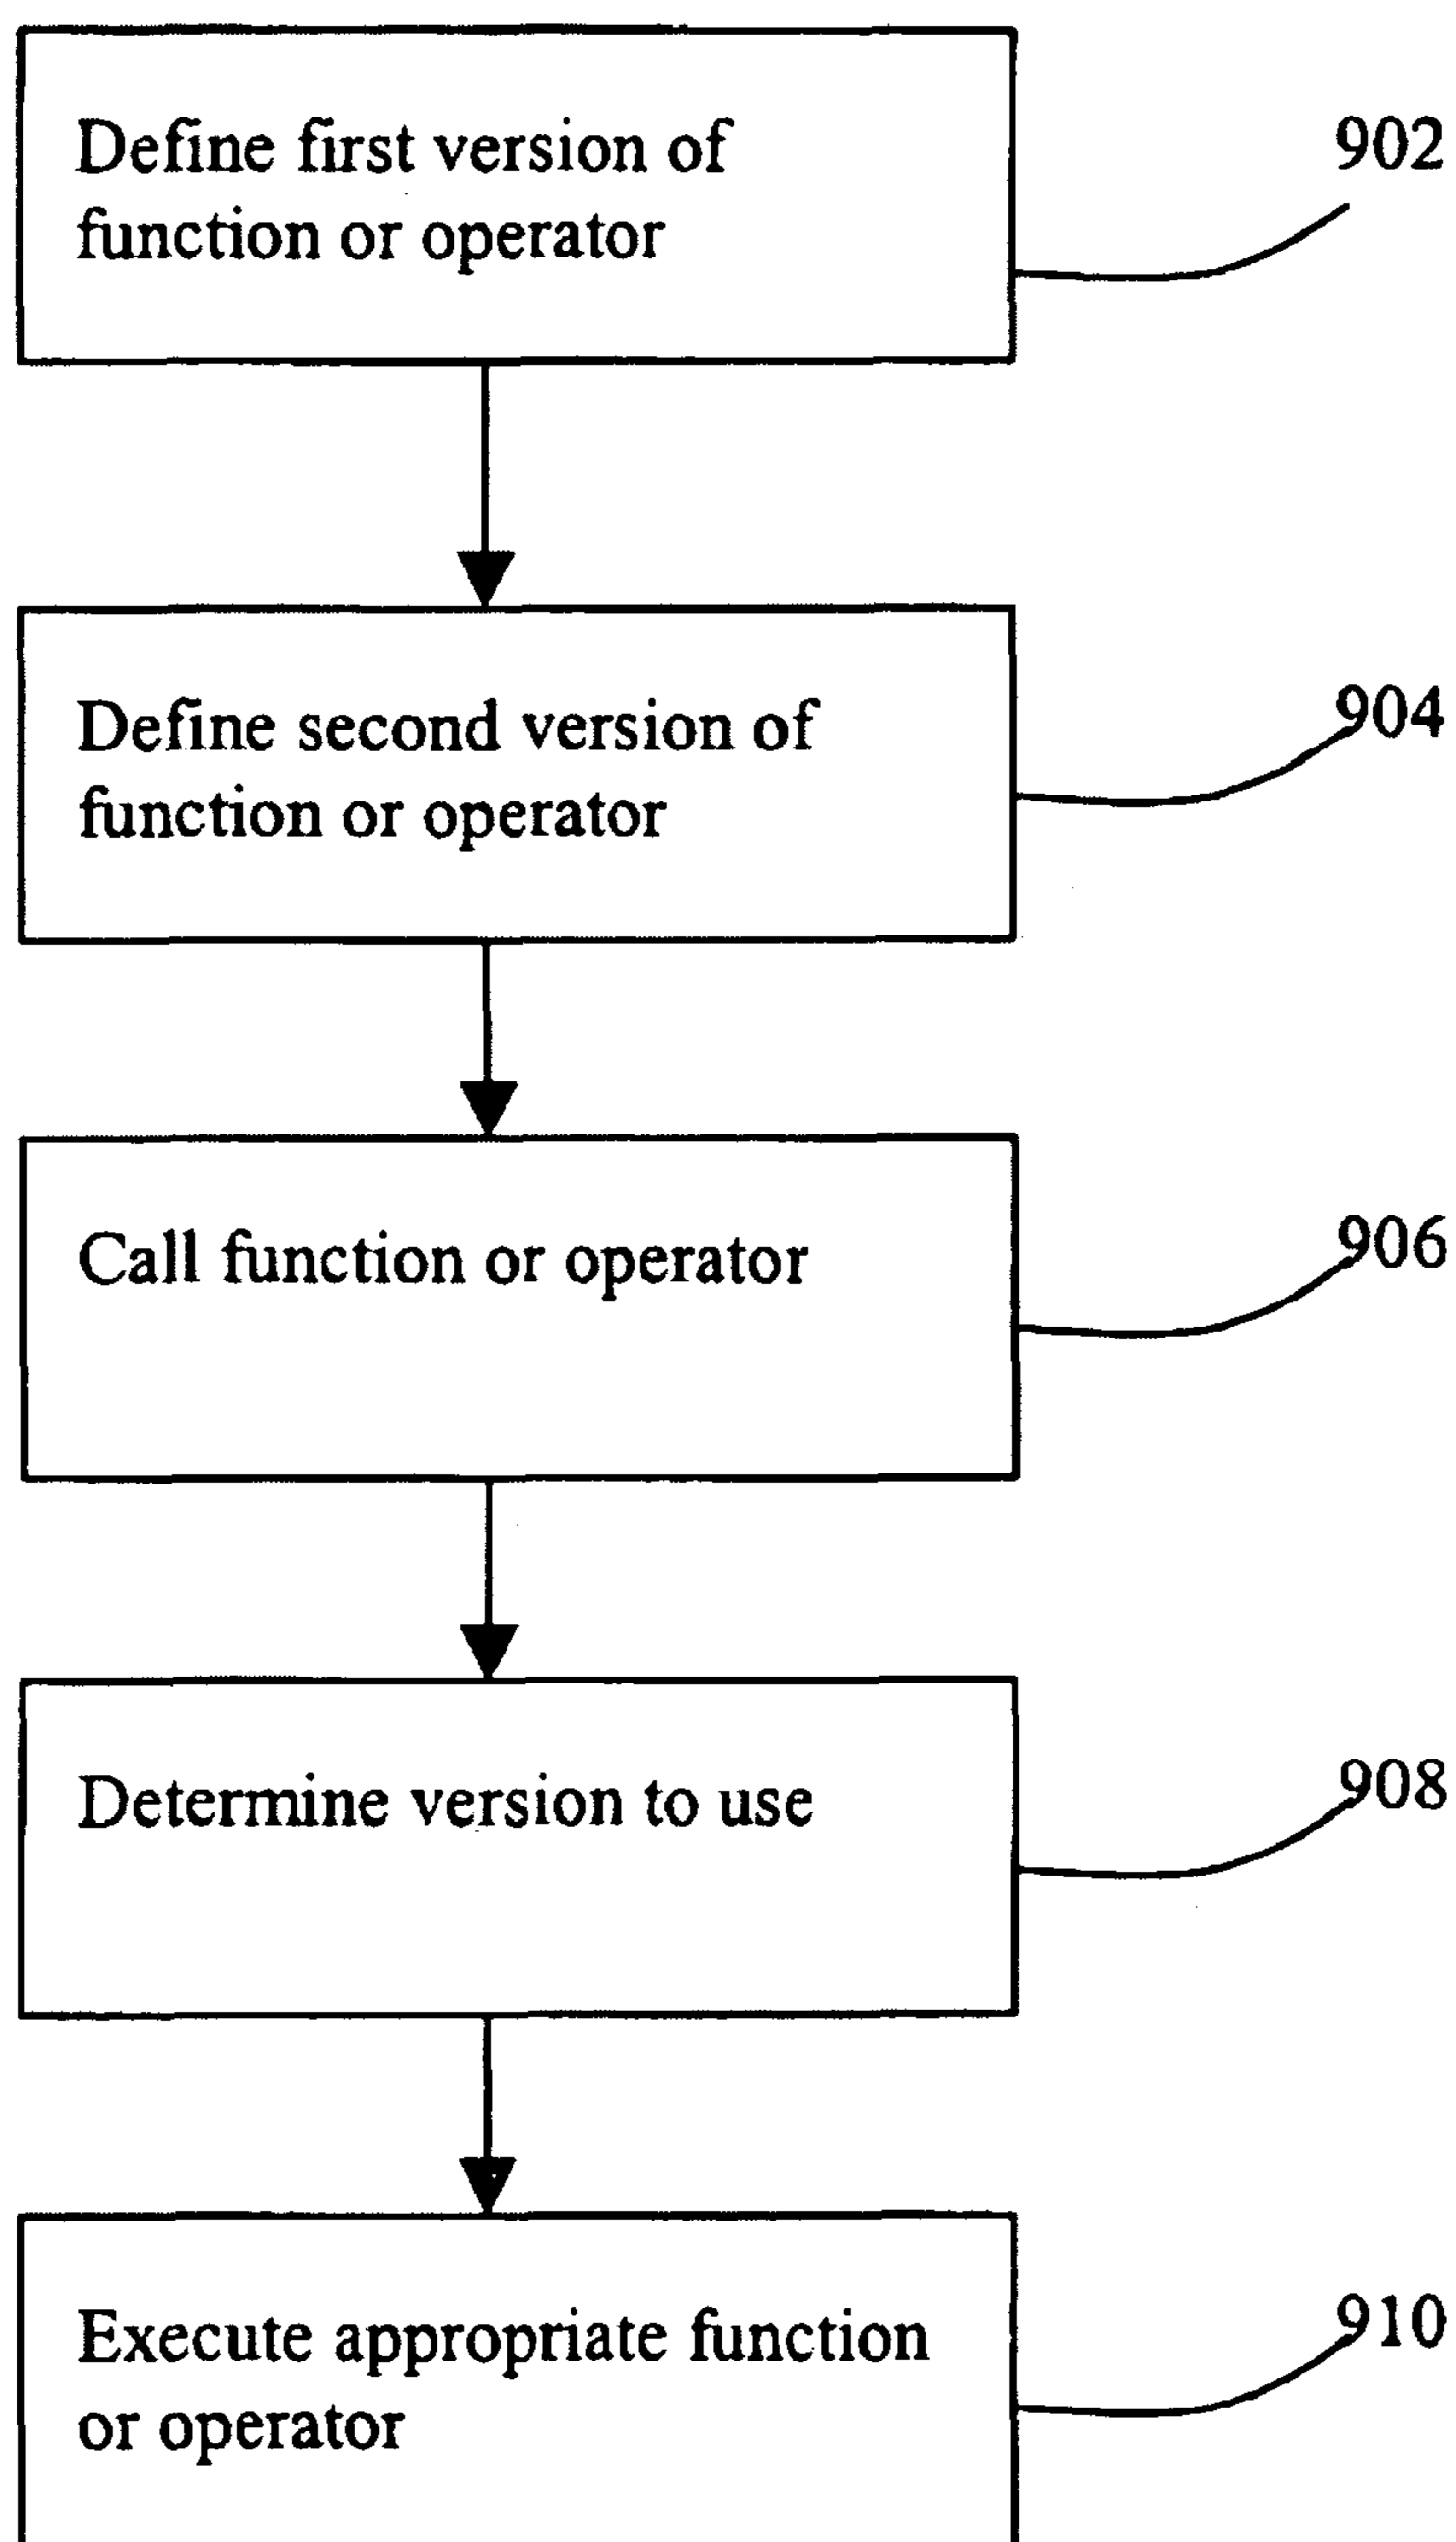 Define first version of
function or operator
902
Define second version of
function or operator
904
Call function or operator
906
Determine version to use
908
Execute appropriate function
or operator
910